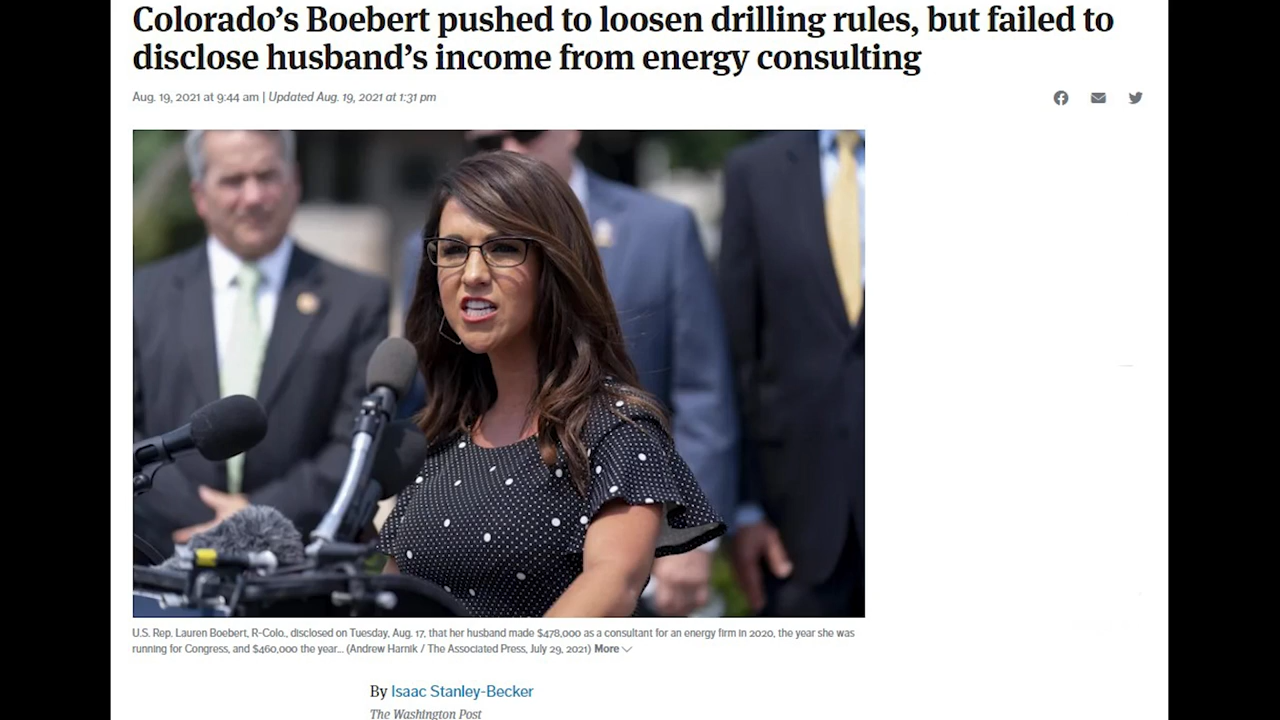 Colorado’s Boebert pushed to loosen drilling rules, but failed to
disclose husband’s income from energy consulting
Aug. 19, 2021 at 9:44 am | Updated Aug. 19, 2021 at 1:31 pm
U.S. Rep. Lauren Boebert, R-Colo., disclosed on Tuesday, Aug. 17, that her husband made $478,000 as a consultant for an energy firm in 2020, the year she was
running for Congress, and $460,000 the year... (Andrew Harnik / The Associated Press, July 29, 2021) More
By Isaac Stanley-Becker
The Washington Post